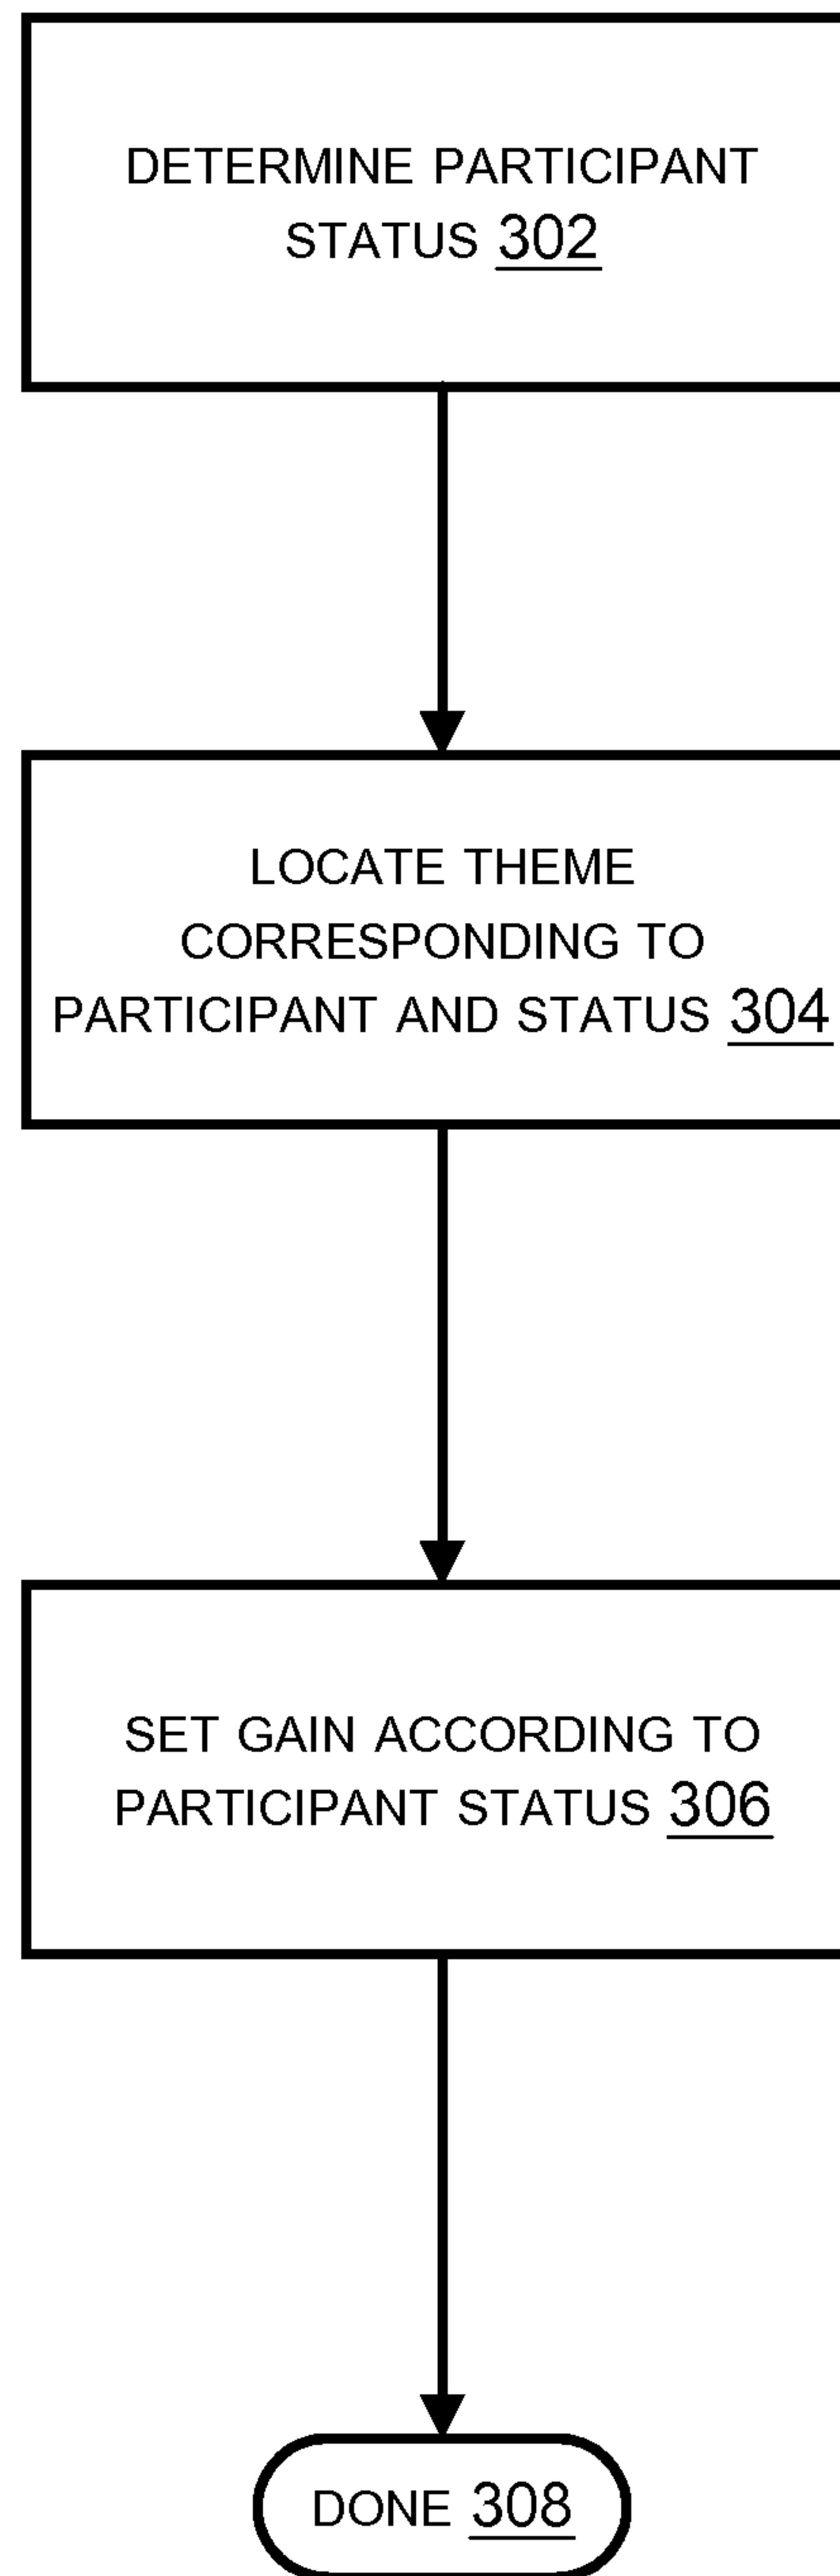 DETERMINE PARTICIPANT
STATUS 302
LOCATE THEME
CORRESPONDING TO
PARTICIPANT AND STATUS 304
SET GAIN ACCORDING TO
PARTICIPANT STATUS 306
DONE 308